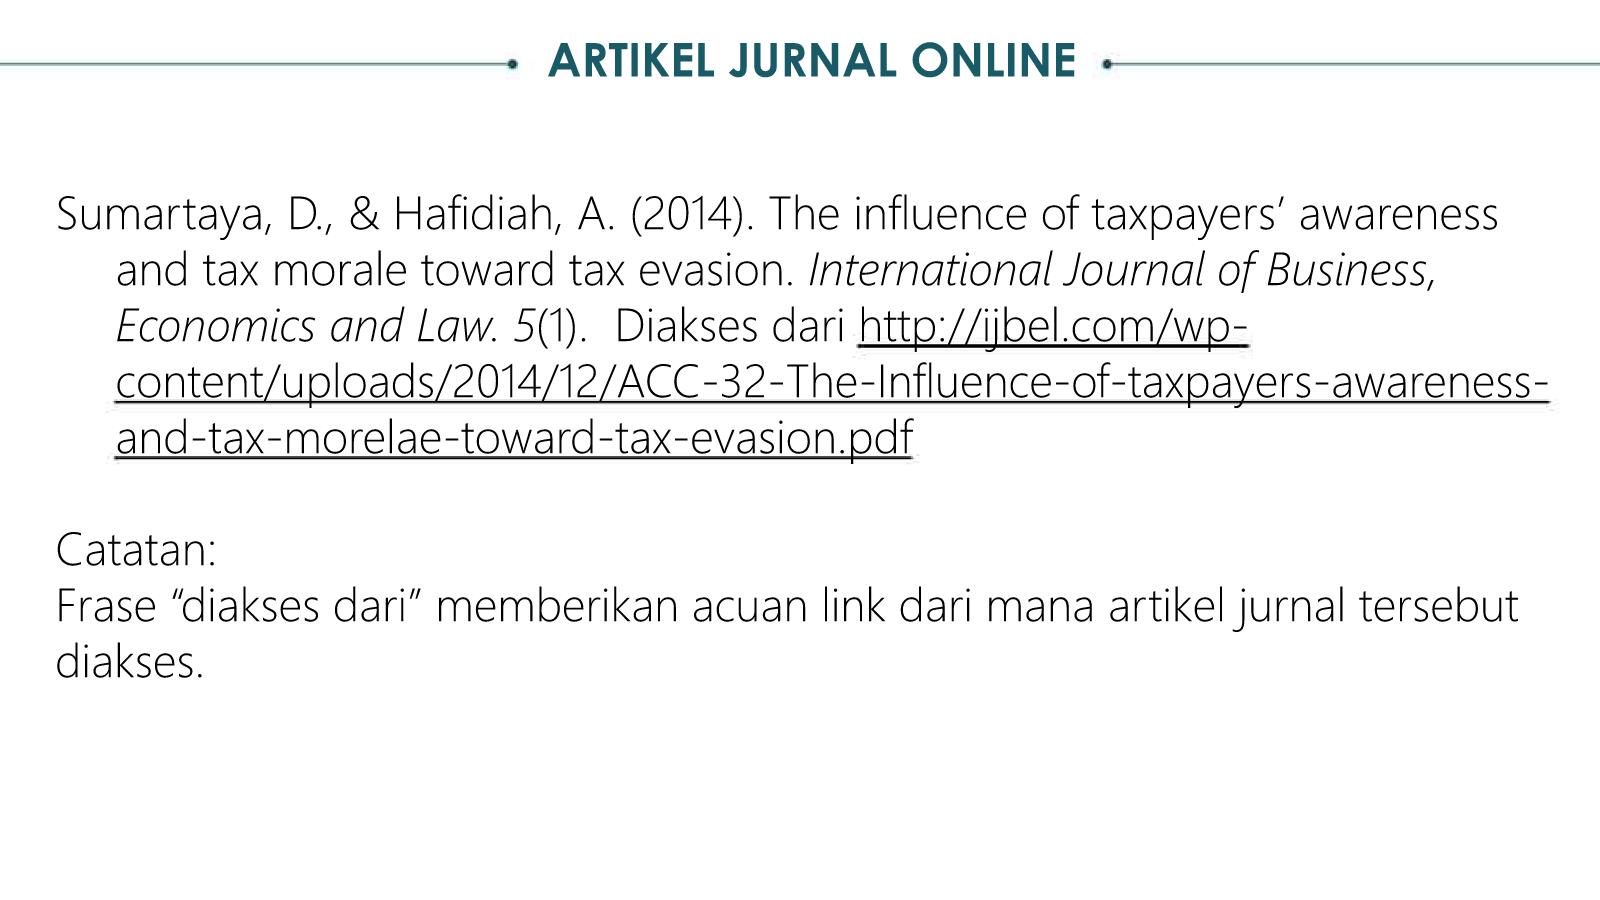 ARTIKEL JURNAL ONLINE
Sumartaya, D., & Hafidiah, A. (2014). The influence of taxpayers’ awareness
and tax morale toward tax evasion. International Journal of Business,
Economics and Law. 5(1).  Diakses dari http://ijbel.com/wp-
content/uploads/2014/12/ACC-32-The-Influence-of-taxpayers-awareness-
and-tax-morelae-toward-tax-evasion.pdf
Catatan:
Frase “diakses dari” memberikan acuan link dari mana artikel jurnal tersebut
diakses.